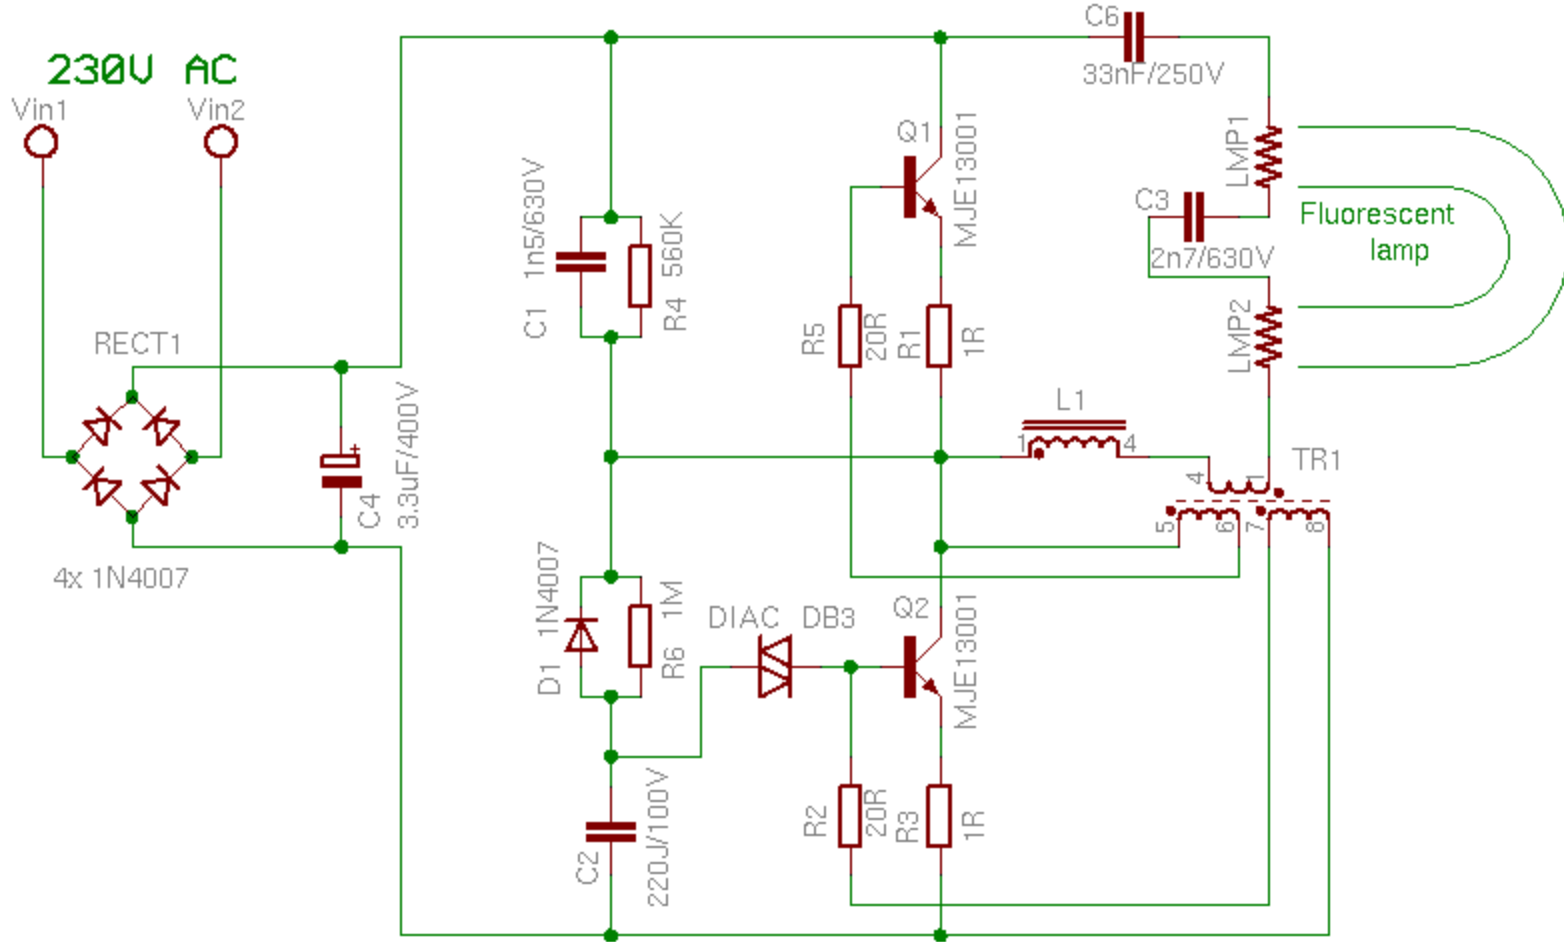 230V AC
Vin1
Vin2
C6
33nF/250V
Q1
MJE13001
LMP1
C3
2n7/630V
Fluorescent
lamp
1n5/630V
C1
560K
R4
R5
20R
R1
1R
LMP2
RECT1
4x 1N4007
3.3uF/400V
C4
+
L1
1
4
TR1
4
1
5
6
7
8
1N4007
D1
1M
R6
DIAC
DB3
Q2
MJE13001
R2
20R
R3
1R
C2
220J/100V